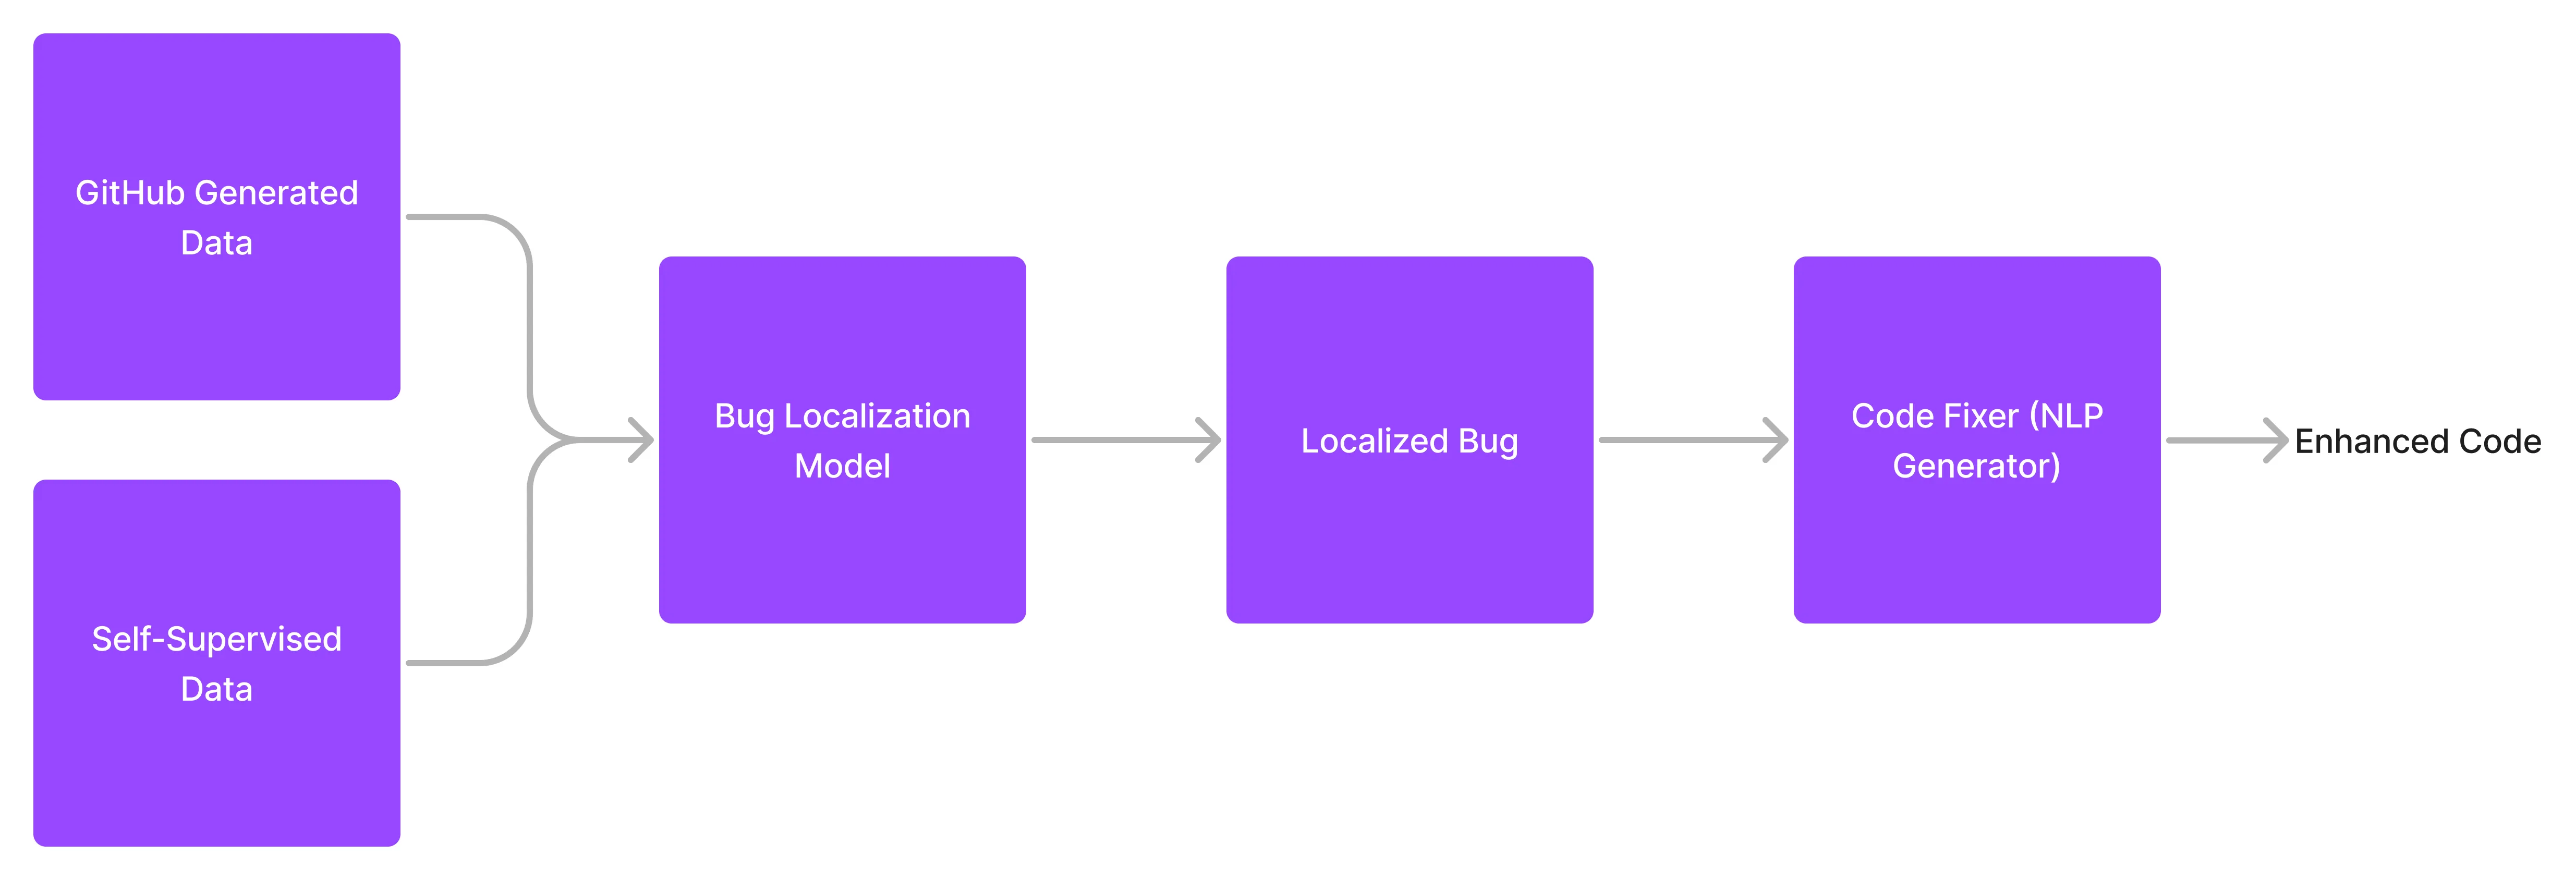 GitHub Generated
Data
Self-Supervised
Data
Bug Localization
Model
Localized Bug
Code Fixer (NLP
Generator)
Enhanced Code